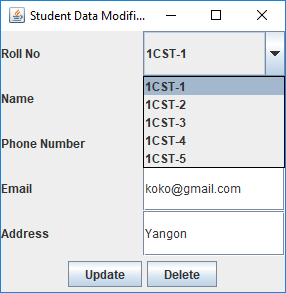 Student Data Modifi...
Roll No 1CST-1
1CST-1
Name 1CST-2
1CST-3
Phone Number 1CST-4
1CST-5
Email koko@gmail.com
Address Yangon
Update Delete